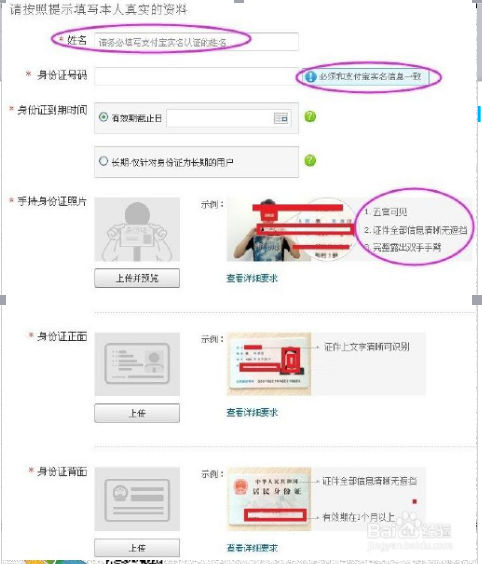 请按照提示填写本人真实的资料
* 姓名
请务必填写支付宝实名认证的姓名
* 身份证号码
必须和支付宝实名信息一致
* 身份证到期时间
有效期截止日
长期-仅针对身份证为长期的用户
* 手持身份证照片
示例：
1. 五官可见
2. 证件全部信息清晰无遮挡
3. 完整露出双手手臂
上传并预览
查看详细要求
* 身份证正面
示例：
证件上文字清晰可识别
上传
查看详细要求
* 身份证背面
示例：
中华人民共和国
居民身份证
证件全部信息清晰无遮挡
有效期在1个月以上
上传
查看详细要求
Baidu经验
jingyan.baidu.com